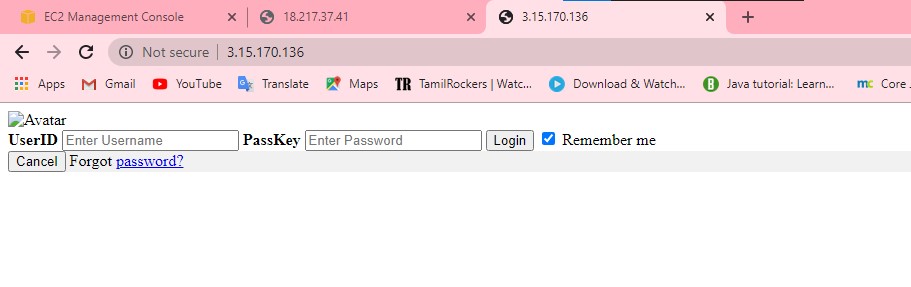 EC2 Management Console
18.217.37.41
3.15.170.136
Not secure | 3.15.170.136
Apps Gmail YouTube Translate Maps TR TamilRockers | Watc... Download & Watch... Java tutorial: Learn... mc Core J
Avatar
UserID Enter Username PassKey Enter Password Login Remember me
Cancel Forgot password?